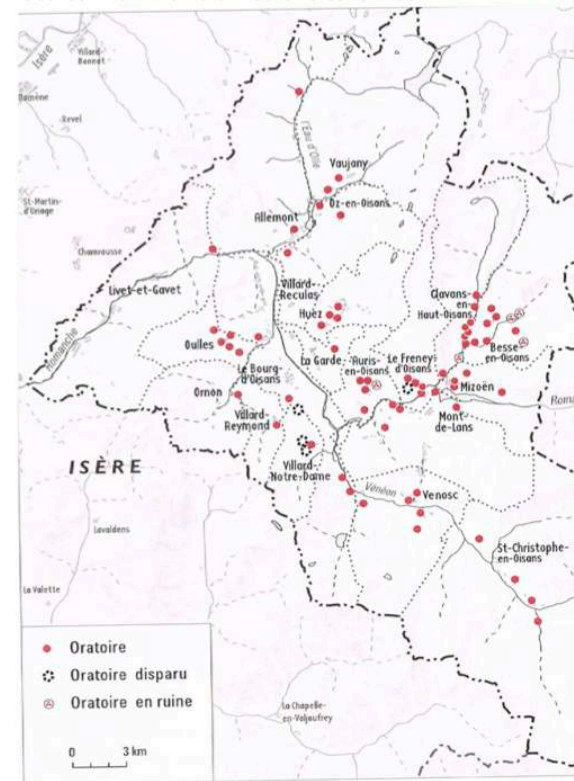 Isère
Villard-
Bonnot
Domène
Revel
St-Martin-
d'Uriage
Chamrousse
l'Eau d'Olle
Vaujany
Oz-en-Oisans
Allemont
Livet-et-Gavet
Romanche
Villard-
Reculas
Huez
Clavans-
en-
Haut-Oisans
Besse-
en-Oisans
Oulles
La Garde
Auris-
en-Oisans
Le Freney-
d'Oisans
Le Bourg-
d'Oisans
Mizoën
Ornon
Villard-
Reymond
Mont-
de-Lans
Roma
ISÈRE
Villard-
Notre-Dame
Vénéon
Venosc
Lavaldens
St-Christophe-
en-Oisans
La Valette
Oratoire
Oratoire disparu
Oratoire en ruine
0 3 km
La Chapelle-
en-Valjoufrey